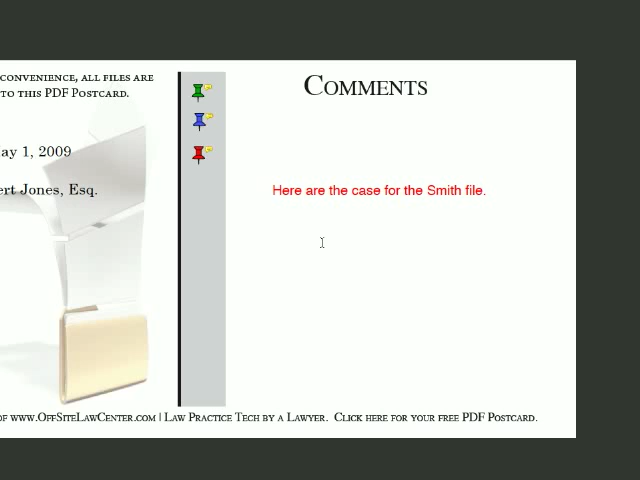 CONVENIENCE, ALL FILES ARE
TO THIS PDF POSTCARD.
ay 1, 2009
ert Jones, Esq.
COMMENTS
Here are the case for the Smith file.
OF WWW.OFFSITELAWCENTER.COM | LAW PRACTICE TECH BY A LAWYER. CLICK HERE FOR YOUR FREE PDF POSTCARD.